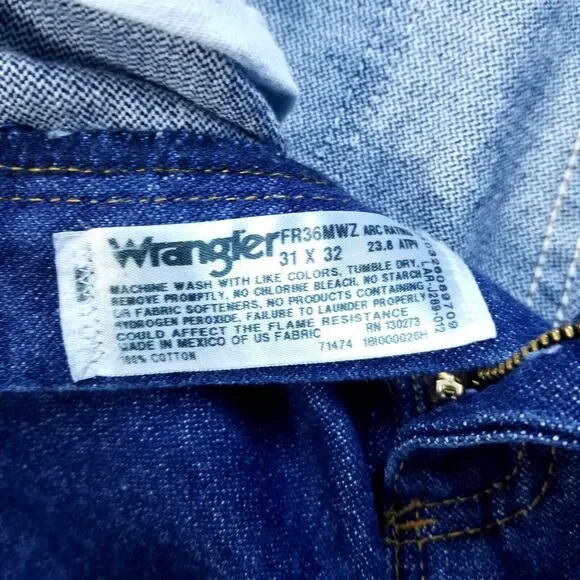 Wrangler FR36MWZ ARC RATING
31 X 32 23.8 ATPV
MACHINE WASH WITH LIKE COLORS, TUMBLE DRY,
REMOVE PROMPTLY, NO CHLORINE BLEACH, NO STARCH
OR FABRIC SOFTENERS, NO PRODUCTS CONTAINING
HYDROGEN PEROXIDE. FAILURE TO LAUNDER PROPERLY
COULD AFFECT THE FLAME RESISTANCE
MADE IN MEXICO OF US FABRIC RN 130273
100% COTTON 71474